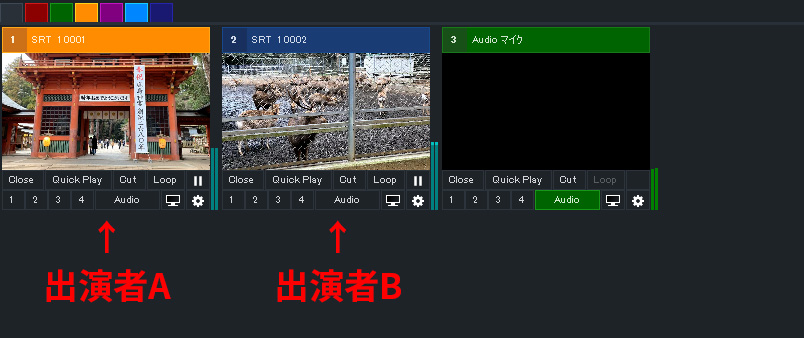 1 SRT 10001
2 SRT 10002
3 Audio マイク
Close Quick Play Cut Loop
Close Quick Play Cut Loop
Close Quick Play Cut Loop
1 2 3 4 Audio
1 2 3 4 Audio
1 2 3 4 Audio
↑ ↑
出演者A 出演者B